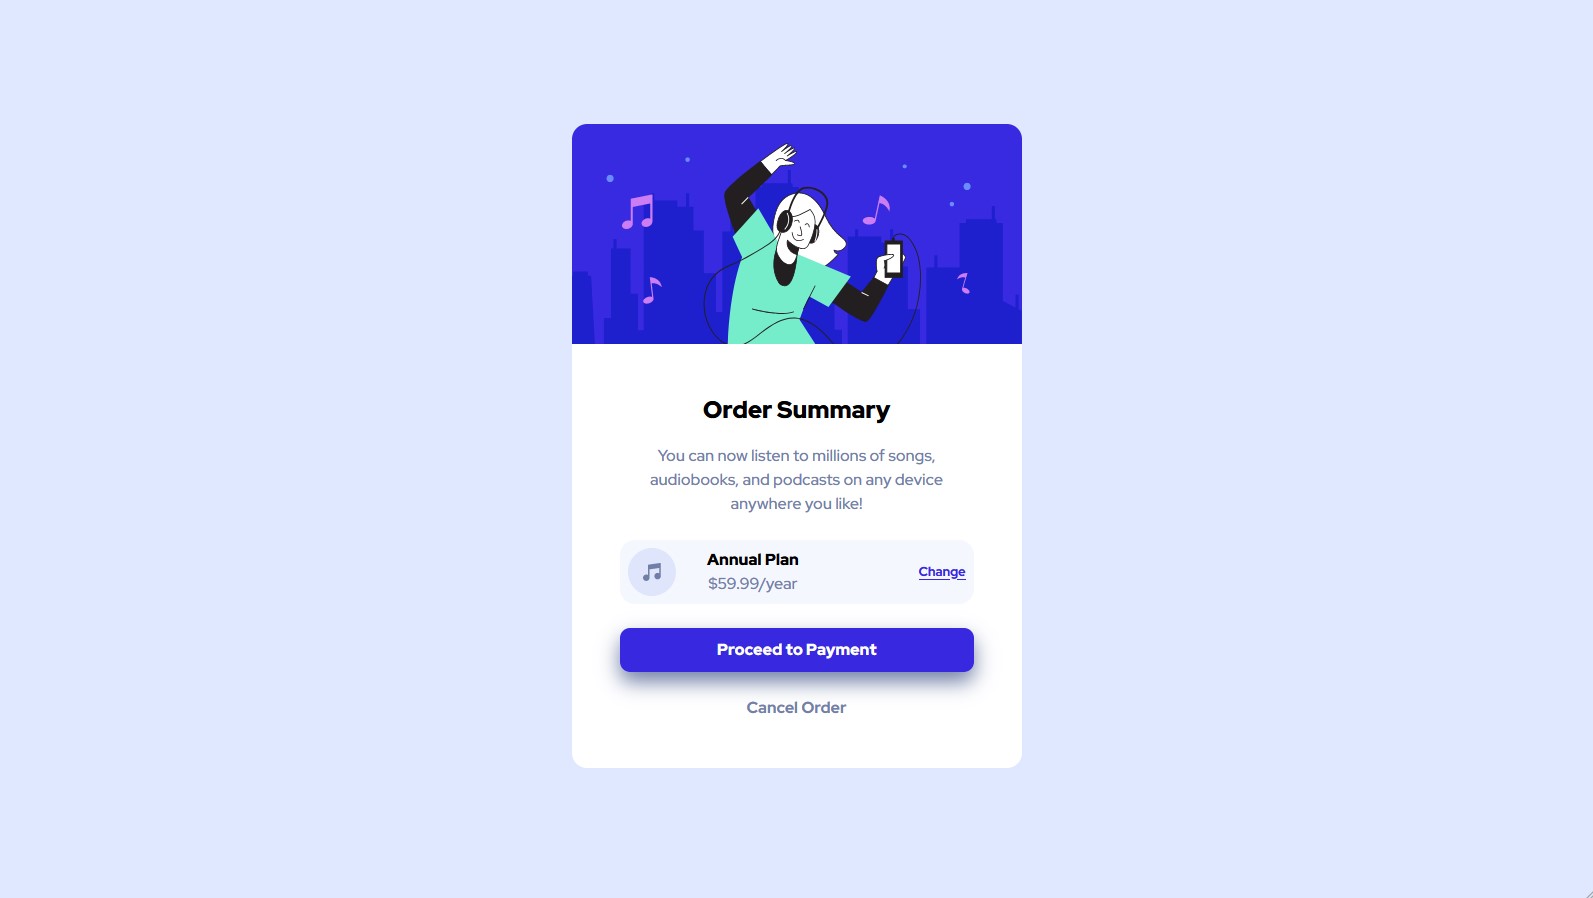 Order Summary
You can now listen to millions of songs,
audiobooks, and podcasts on any device
anywhere you like!
Annual Plan
$59.99/year
Change
Proceed to Payment
Cancel Order